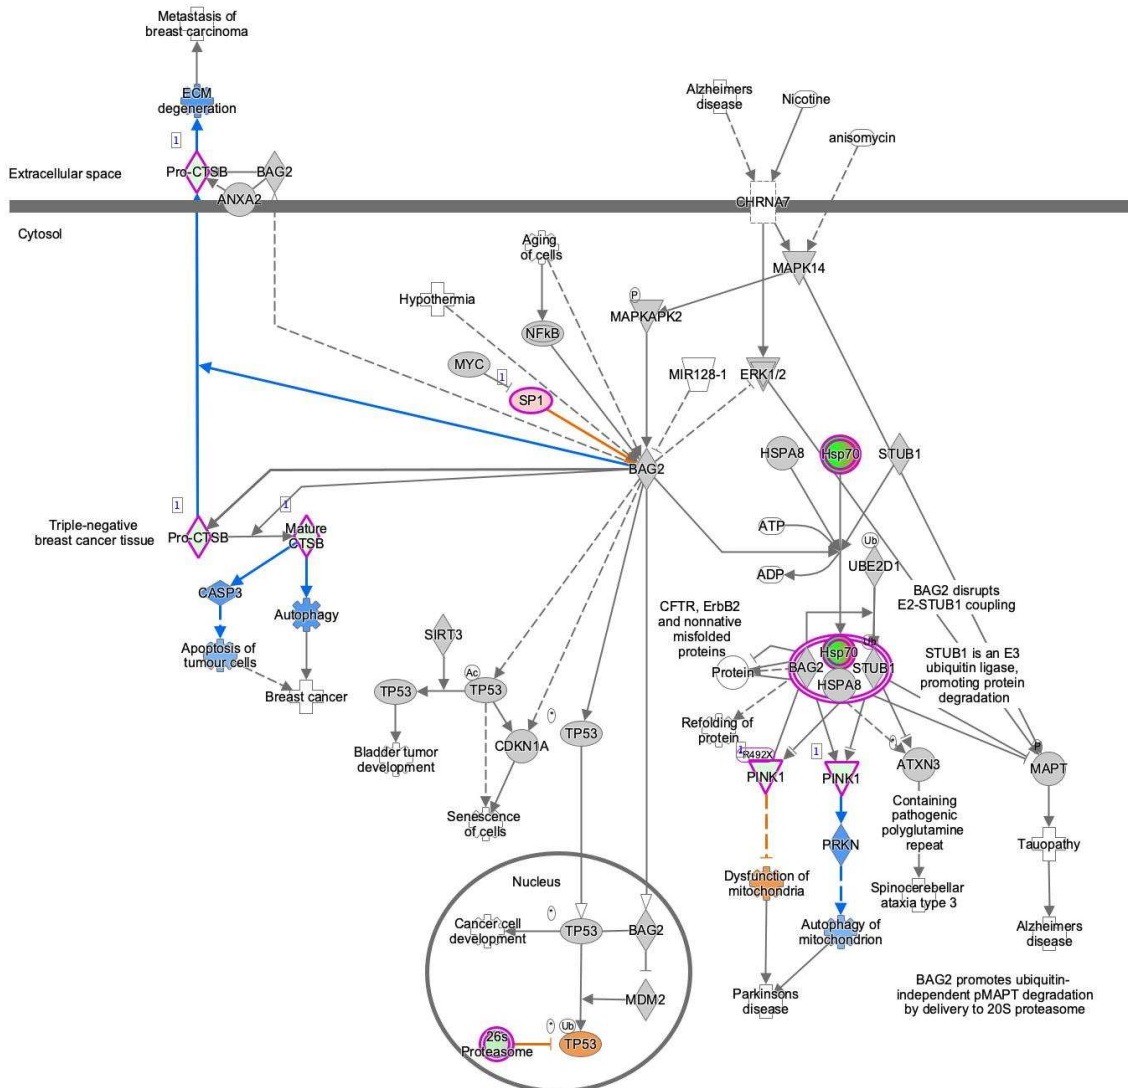 Metastasis of
breast carcinoma
ECM
degeneration
1
Pro-CTSB
BAG2
ANXA2
Extracellular space
Cytosol
Alzheimers
disease
Nicotine
anisomycin
CHRNA7
MAPK14
Aging
of cells
Hypothermia
P
MAPKAPK2
NFkB
MYC
1
SP1
MIR128-1
ERK1/2
BAG2
HSPA8
Hsp70
STUB1
1
1
Triple-negative
breast cancer tissue
Pro-CTSB
Mature
CTSB
ATP
ADP
Ub
UBE2D1
CASP3
Autophagy
Apoptosis of
tumour cells
Breast cancer
BAG2 disrupts
E2-STUB1 coupling
CFTR, ErbB2
and nonnative
misfolded
proteins
STUB1 is an E3
ubiquitin ligase,
promoting protein
degradation
SIRT3
Ac
TP53
TP53
Bladder tumor
development
CDKN1A
*
TP53
Senescence
of cells
Protein
Hsp70
Ub
BAG2
STUB1
HSPA8
Refolding of
protein
1
R492X
PINK1
1
PINK1
*
ATXN3
P
MAPT
Containing
pathogenic
polyglutamine
repeat
PRKN
Tauopathy
Dysfunction of
mitochondria
Spinocerebellar
ataxia type 3
Autophagy of
mitochondrion
Alzheimers
disease
Parkinsons
disease
BAG2 promotes ubiquitin-
independent pMAPT degradation
by delivery to 20S proteasome
Nucleus
Cancer cell
development
*
TP53
BAG2
MDM2
26s
Proteasome
*
Ub
TP53